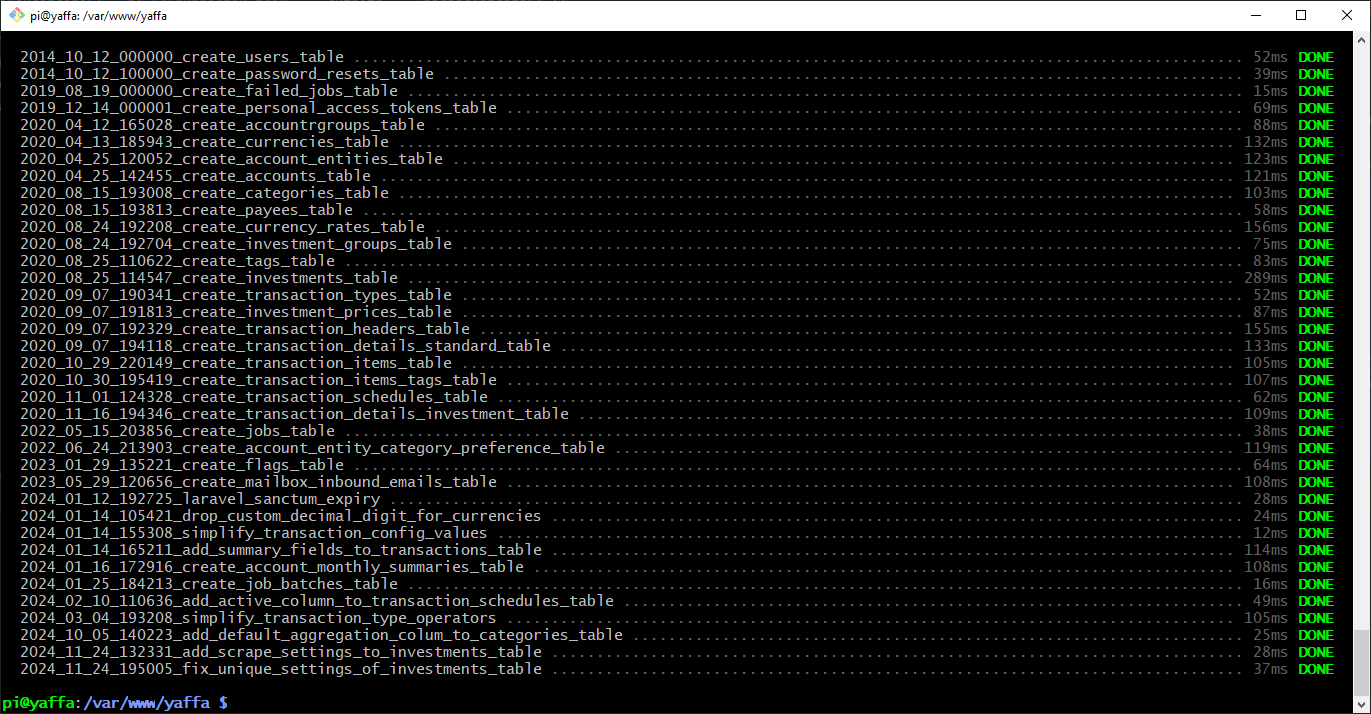 pi@yaffa: /var/www/yaffa
2014_10_12_000000_create_users_table ................................ 52ms DONE
2014_10_12_100000_create_password_resets_table ................................ 39ms DONE
2019_08_19_000000_create_failed_jobs_table ................................ 15ms DONE
2019_12_14_000001_create_personal_access_tokens_table ................................ 69ms DONE
2020_04_12_165028_create_accountrgroups_table ................................ 88ms DONE
2020_04_13_185943_create_currencies_table ................................ 132ms DONE
2020_04_25_120052_create_account_entities_table ................................ 123ms DONE
2020_04_25_142455_create_accounts_table ................................ 121ms DONE
2020_08_15_193008_create_categories_table ................................ 103ms DONE
2020_08_15_193813_create_payees_table ................................ 58ms DONE
2020_08_24_192208_create_currency_rates_table ................................ 156ms DONE
2020_08_24_192704_create_investment_groups_table ................................ 75ms DONE
2020_08_25_110622_create_tags_table ................................ 83ms DONE
2020_08_25_114547_create_investments_table ................................ 289ms DONE
2020_09_07_190341_create_transaction_types_table ................................ 52ms DONE
2020_09_07_191813_create_investment_prices_table ................................ 87ms DONE
2020_09_07_192329_create_transaction_headers_table ................................ 155ms DONE
2020_09_07_194118_create_transaction_details_standard_table ................................ 133ms DONE
2020_10_29_220149_create_transaction_items_table ................................ 105ms DONE
2020_10_30_195419_create_transaction_items_tags_table ................................ 107ms DONE
2020_11_01_124328_create_transaction_schedules_table ................................ 62ms DONE
2020_11_16_194346_create_transaction_details_investment_table ................................ 109ms DONE
2022_05_15_203856_create_jobs_table ................................ 38ms DONE
2022_06_24_213903_create_account_entity_category_preference_table ................................ 119ms DONE
2023_01_29_135221_create_flags_table ................................ 64ms DONE
2023_05_29_120656_create_mailbox_inbound_emails_table ................................ 108ms DONE
2024_01_12_192725_laravel_sanctum_expiry ................................ 28ms DONE
2024_01_14_105421_drop_custom_decimal_digit_for_currencies ................................ 24ms DONE
2024_01_14_155308_simplify_transaction_config_values ................................ 12ms DONE
2024_01_14_165211_add_summary_fields_to_transactions_table ................................ 114ms DONE
2024_01_16_172916_create_account_monthly_summaries_table ................................ 108ms DONE
2024_01_25_184213_create_job_batches_table ................................ 16ms DONE
2024_02_10_110636_add_active_column_to_transaction_schedules_table ................................ 49ms DONE
2024_03_04_193208_simplify_transaction_type_operators ................................ 105ms DONE
2024_10_05_140223_add_default_aggregation_colum_to_categories_table ................................ 25ms DONE
2024_11_24_132331_add_scrape_settings_to_investments_table ................................ 28ms DONE
2024_11_24_195005_fix_unique_settings_of_investments_table ................................ 37ms DONE
pi@yaffa:/var/www/yaffa $